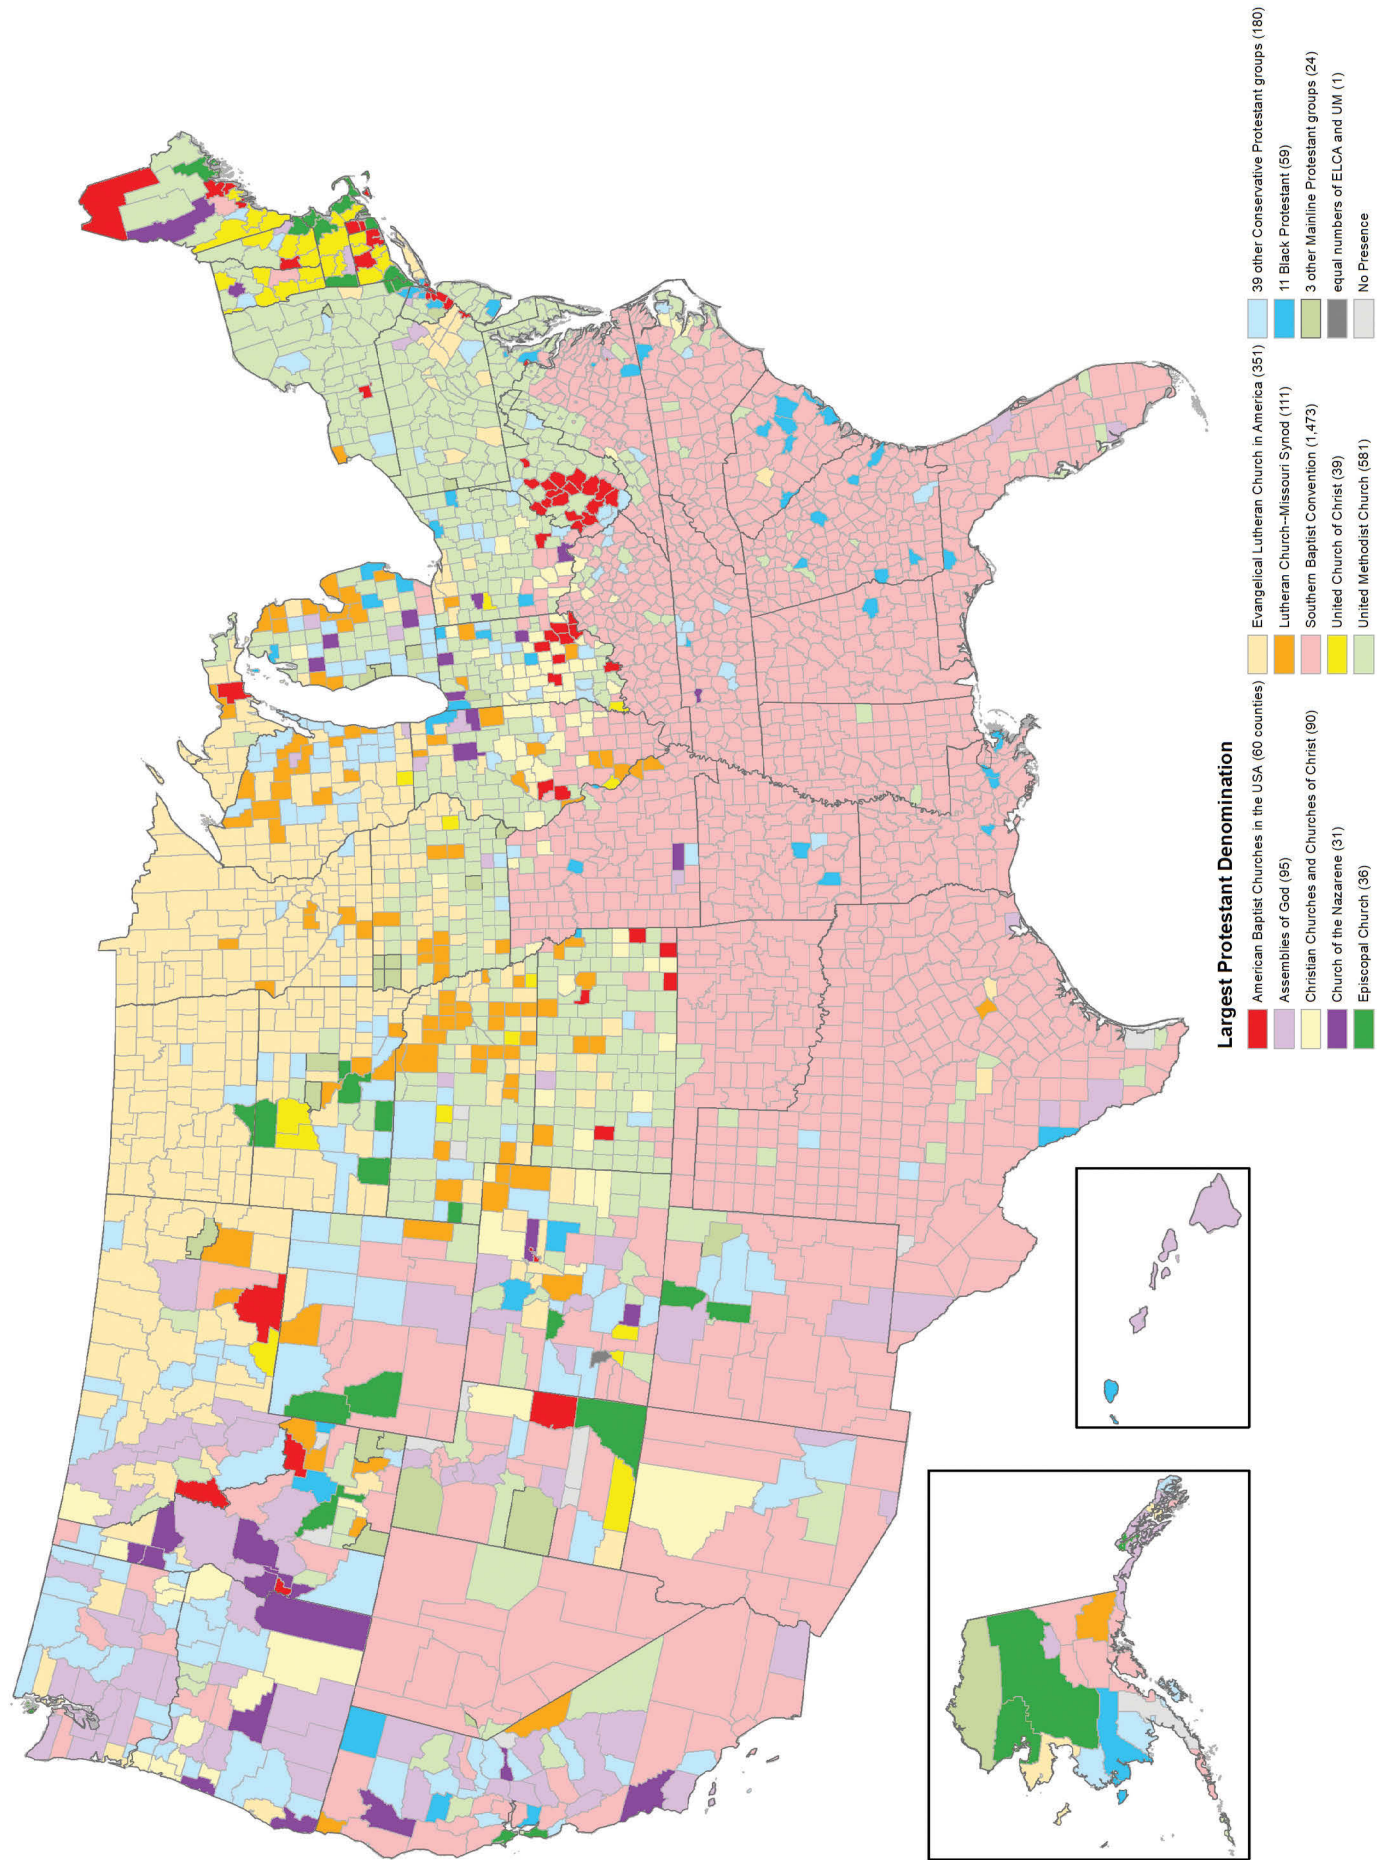 Largest Protestant Denomination
American Baptist Churches in the USA (60 counties)
Assemblies of God (95)
Christian Churches and Churches of Christ (90)
Church of the Nazarene (31)
Episcopal Church (36)
Evangelical Lutheran Church in America (351)
Lutheran Church--Missouri Synod (111)
Southern Baptist Convention (1,473)
United Church of Christ (39)
United Methodist Church (581)
39 other Conservative Protestant groups (180)
11 Black Protestant (59)
3 other Mainline Protestant groups (24)
equal numbers of ELCA and UM (1)
No Presence